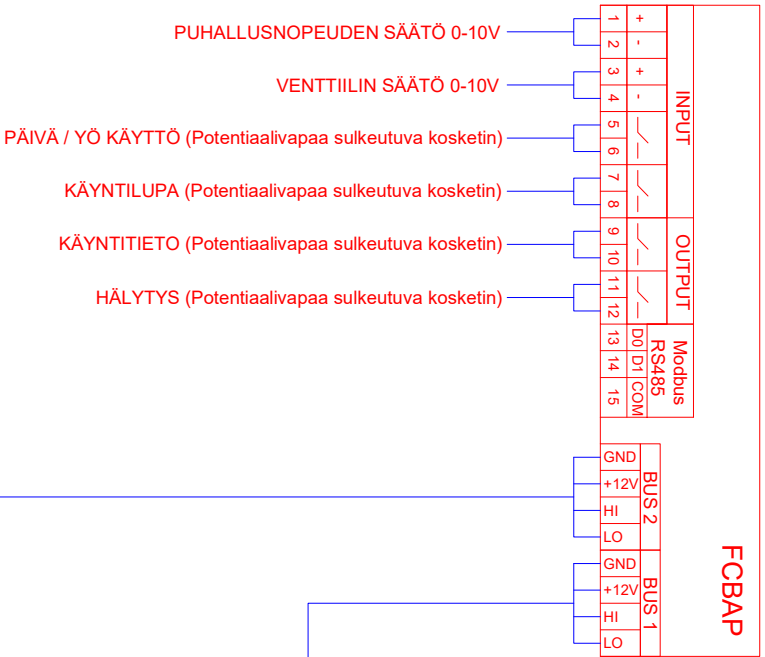 PUHALLUSNOPEUDEN SÄÄTÖ 0-10V
1 +
2 -
VENTTIILIN SÄÄTÖ 0-10V
3 +
4 -
INPUT
PÄIVÄ / YÖ KÄYTTÖ (Potentiaalivapaa sulkeutuva kosketin)
5
6
KÄYNTILUPA (Potentiaalivapaa sulkeutuva kosketin)
7
8
KÄYNTITIETO (Potentiaalivapaa sulkeutuva kosketin)
9
10
OUTPUT
HÄLYTYS (Potentiaalivapaa sulkeutuva kosketin)
11
12
13 D0
14 D1
15 COM
Modbus
RS485
GND
+12V
HI
LO
BUS 2
GND
+12V
HI
LO
BUS 1
FCBAP